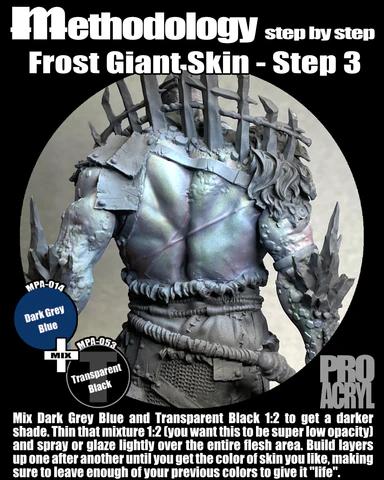 methodology step by step
Frost Giant Skin - Step 3
MPA-014
Dark Grey
Blue
MIX
MPA-053
Transparent
Black
PRO
ACRYL
Mix Dark Grey Blue and Transparent Black 1:2 to get a darker
shade. Thin that mixture 1:2 (you want this to be super low opacity)
and spray or glaze lightly over the entire flesh area. Build layers
up one after another until you get the color of skin you like, making
sure to leave enough of your previous colors to give it "life".